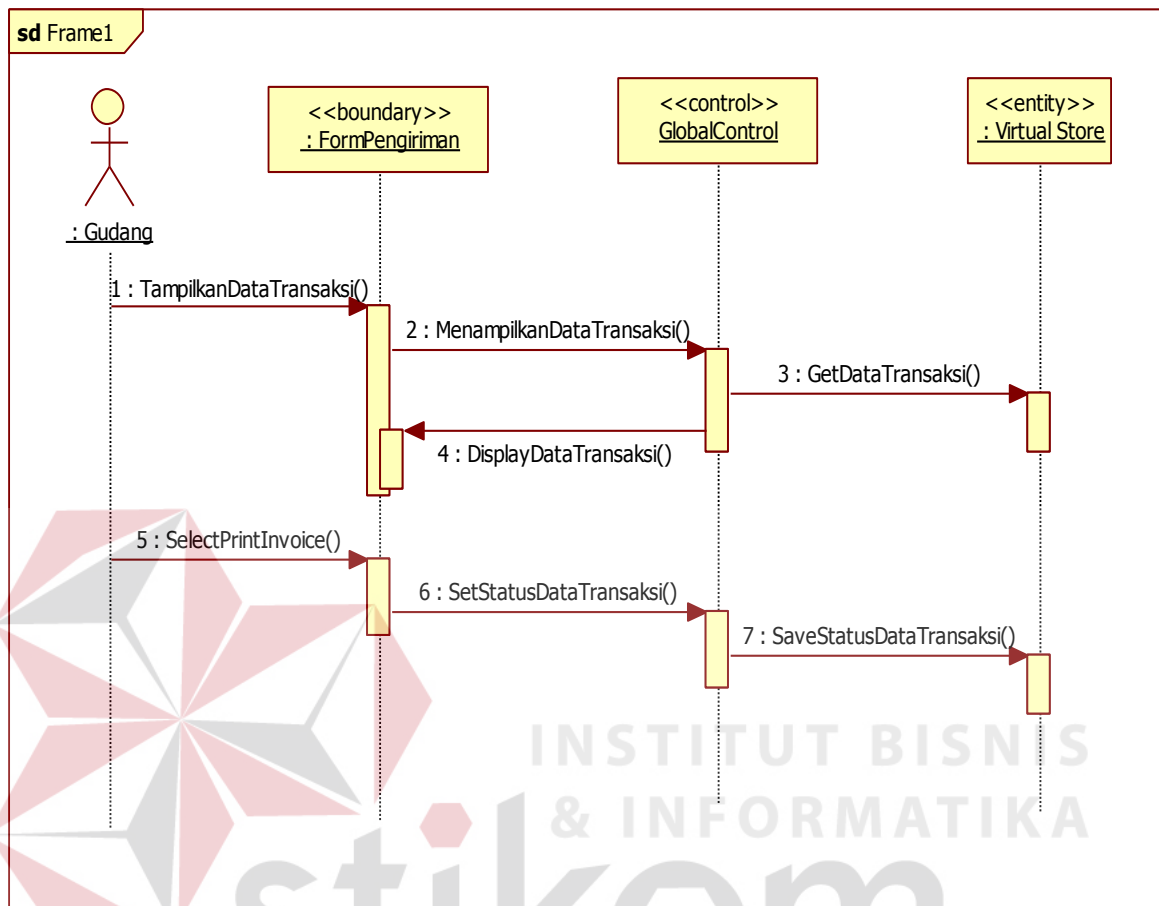 sd Frame1
<<boundary>>
: FormPengiriman
<<control>>
GlobalControl
<<entity>>
: Virtual Store
: Gudang
1 : TampilkanDataTransaksi()
2 : MenampilkanDataTransaksi()
3 : GetDataTransaksi()
4 : DisplayDataTransaksi()
5 : SelectPrintInvoice()
6 : SetStatusDataTransaksi()
7 : SaveStatusDataTransaksi()
INSTITUT BISNIS
& INFORMATIKA
stikom